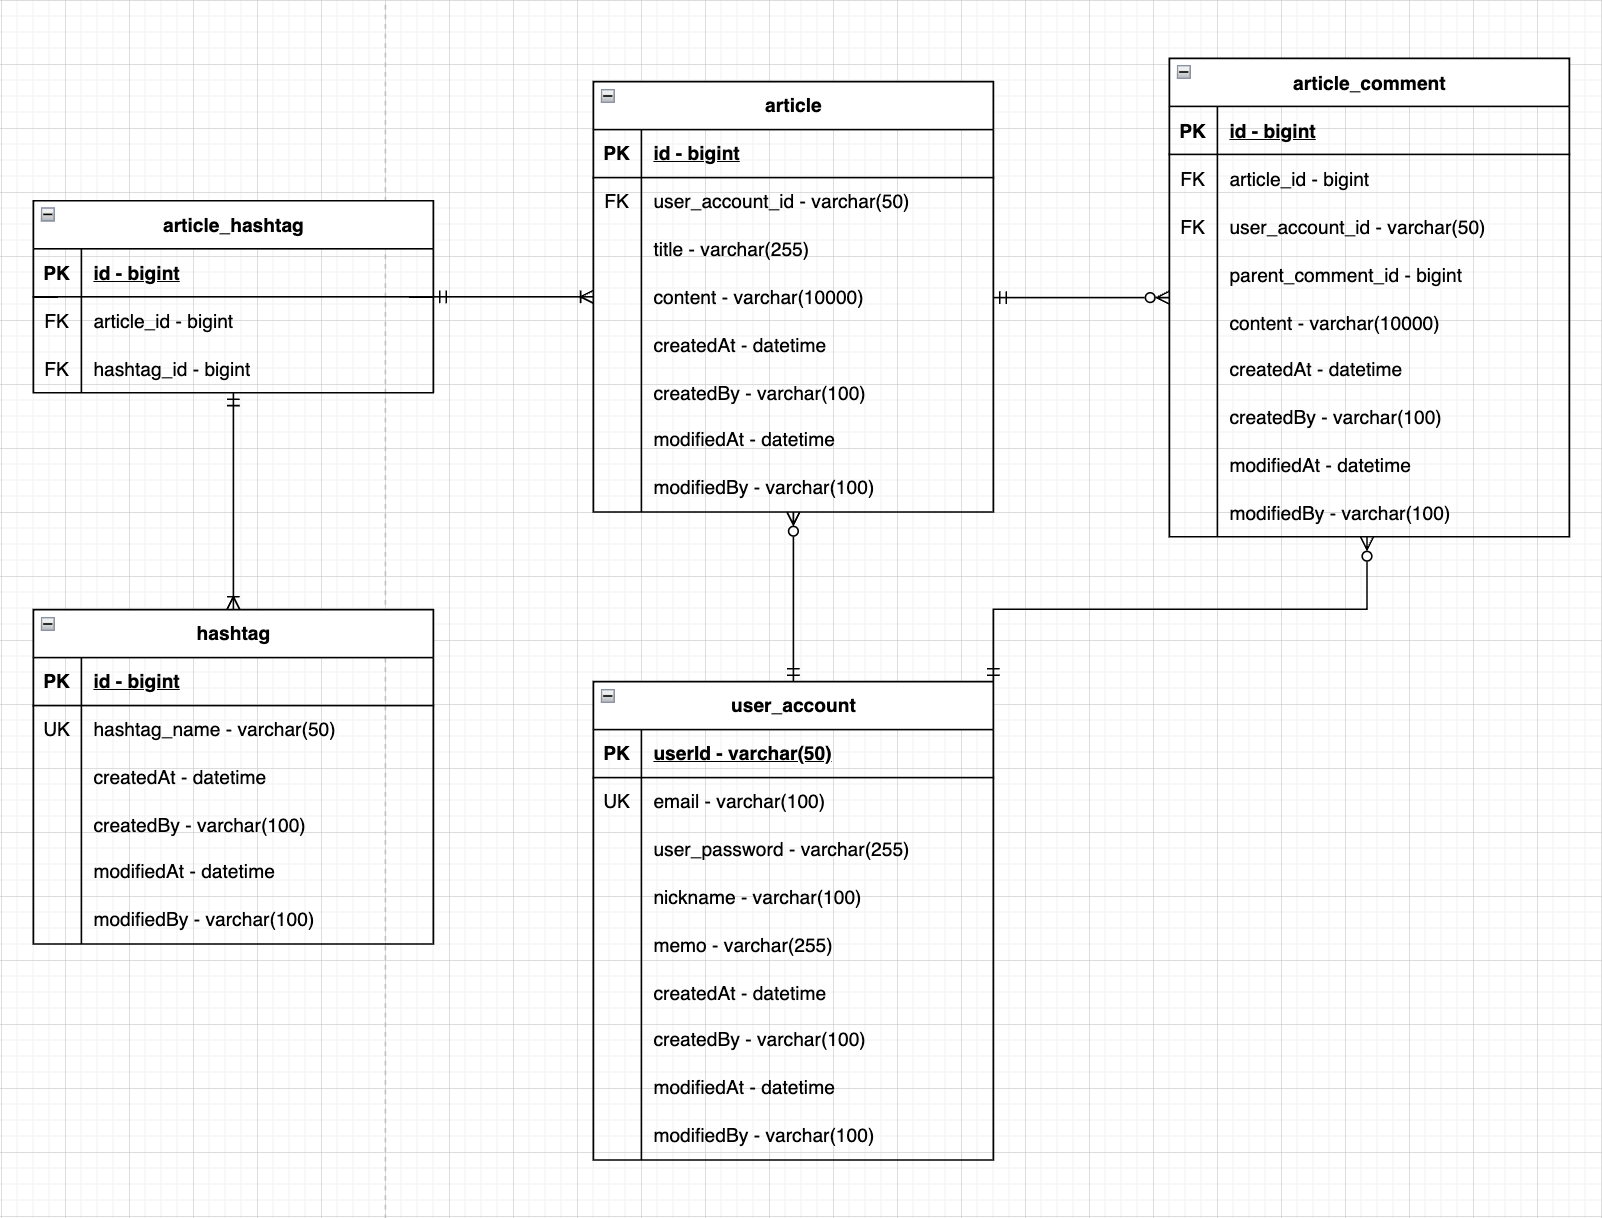 article_hashtag
PK id - bigint
FK article_id - bigint
FK hashtag_id - bigint
hashtag
PK id - bigint
UK hashtag_name - varchar(50)
createdAt - datetime
createdBy - varchar(100)
modifiedAt - datetime
modifiedBy - varchar(100)
article
PK id - bigint
FK user_account_id - varchar(50)
title - varchar(255)
content - varchar(10000)
createdAt - datetime
createdBy - varchar(100)
modifiedAt - datetime
modifiedBy - varchar(100)
user_account
PK userId - varchar(50)
UK email - varchar(100)
user_password - varchar(255)
nickname - varchar(100)
memo - varchar(255)
createdAt - datetime
createdBy - varchar(100)
modifiedAt - datetime
modifiedBy - varchar(100)
article_comment
PK id - bigint
FK article_id - bigint
FK user_account_id - varchar(50)
parent_comment_id - bigint
content - varchar(10000)
createdAt - datetime
createdBy - varchar(100)
modifiedAt - datetime
modifiedBy - varchar(100)